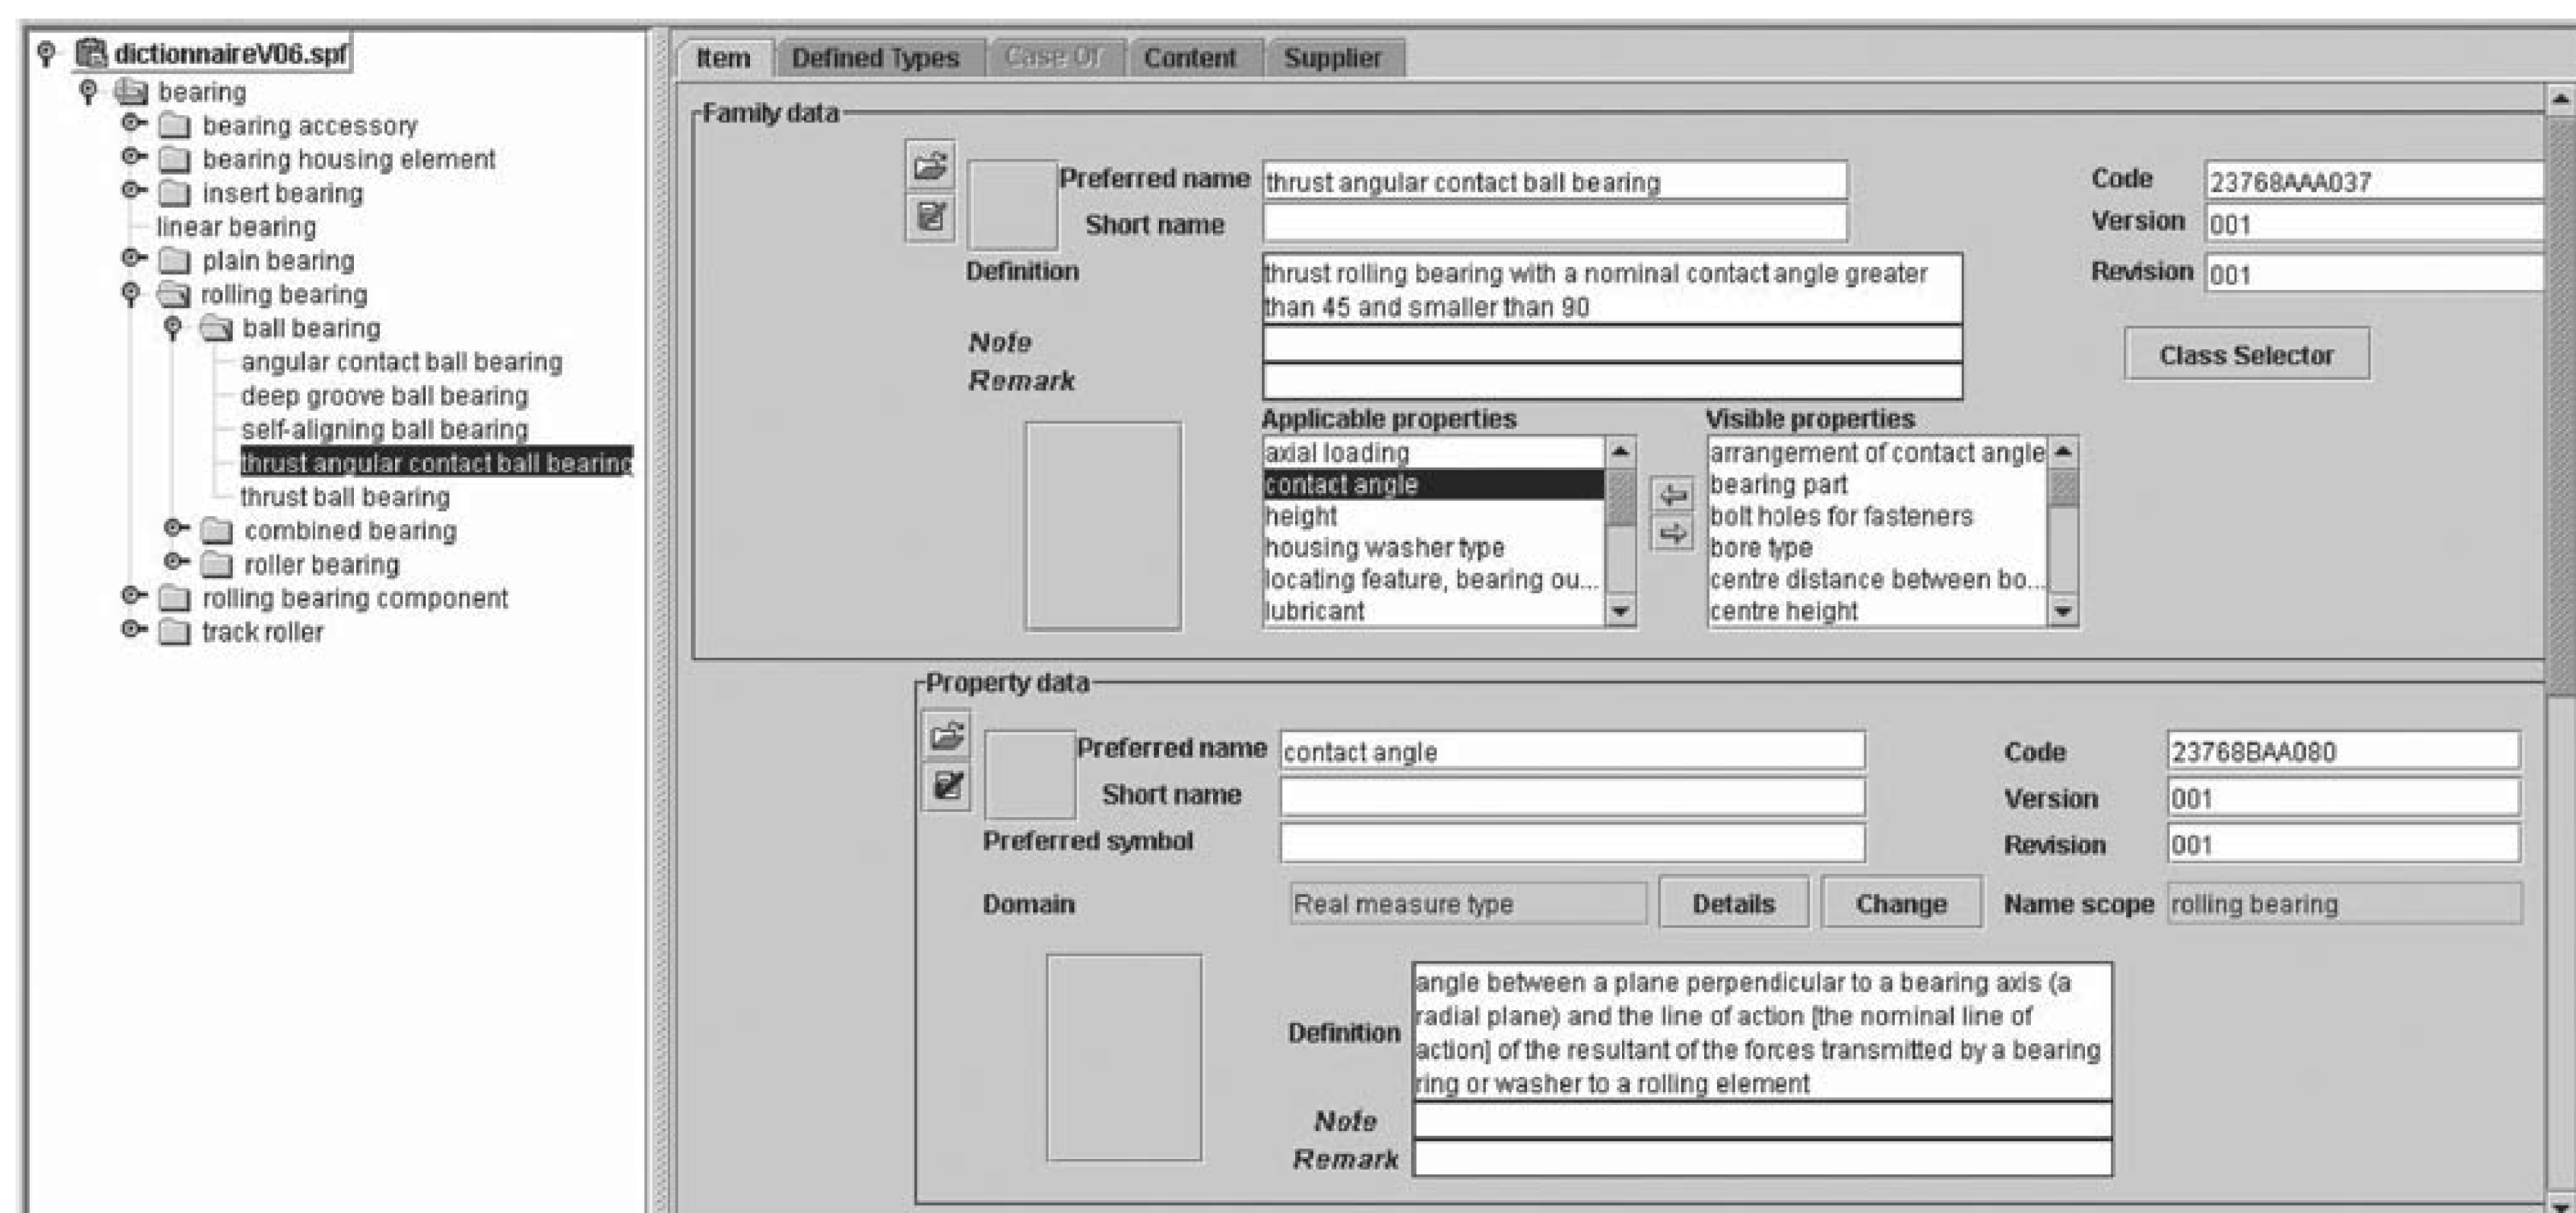 dictionnaireV06.spf
bearing
bearing accessory
bearing housing element
insert bearing
linear bearing
plain bearing
rolling bearing
ball bearing
angular contact ball bearing
deep groove ball bearing
self-aligning ball bearing
thrust angular contact ball bearing
thrust ball bearing
combined bearing
roller bearing
rolling bearing component
track roller
Item Defined Types Case Of Content Supplier
Family data
Preferred name thrust angular contact ball bearing
Short name
Code 23768AAA037
Version 001
Revision 001
Definition
thrust rolling bearing with a nominal contact angle greater
than 45 and smaller than 90
Note
Remark
Class Selector
Applicable properties
axial loading
contact angle
height
housing washer type
locating feature, bearing ou...
lubricant
Visible properties
arrangement of contact angle
bearing part
bolt holes for fasteners
bore type
centre distance between bo...
centre height
Property data
Preferred name contact angle
Short name
Preferred symbol
Code 23768BAA080
Version 001
Revision 001
Domain Real measure type Details Change Name scope rolling bearing
Definition
angle between a plane perpendicular to a bearing axis (a
radial plane) and the line of action [the nominal line of
action] of the resultant of the forces transmitted by a bearing
ring or washer to a rolling element
Note
Remark